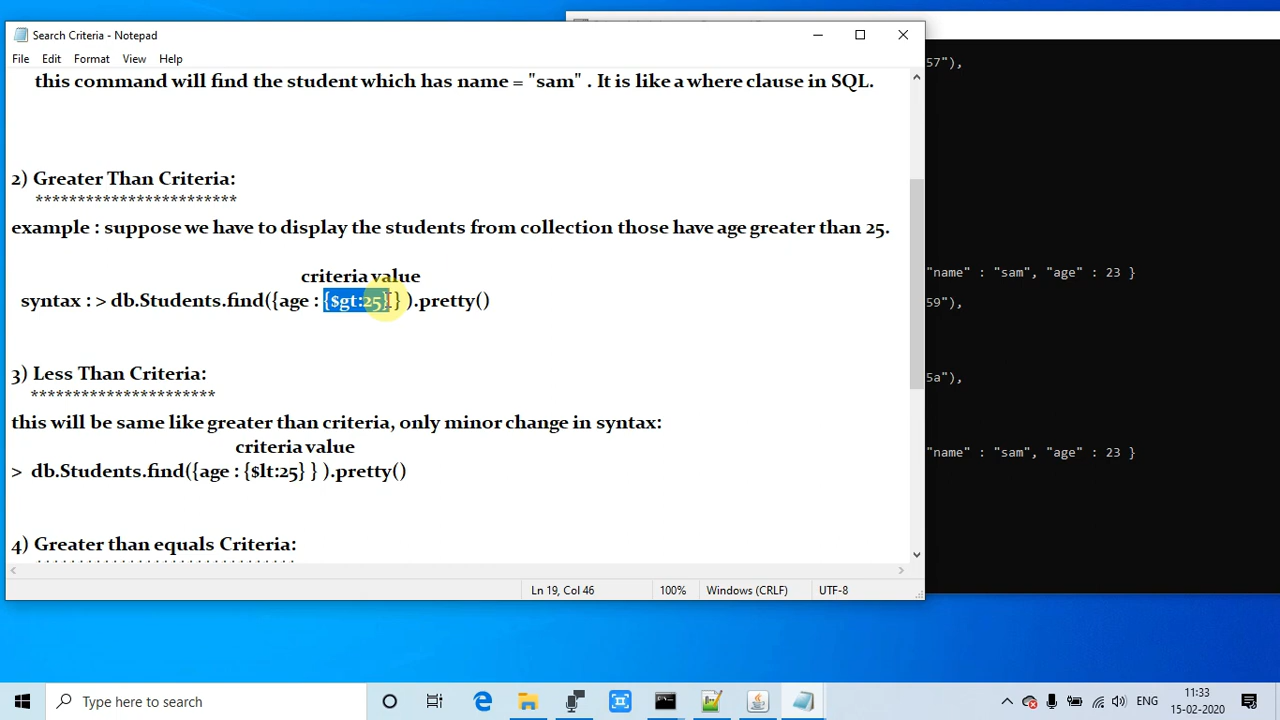 Search Criteria - Notepad
File Edit Format View Help
this command will find the student which has name = "sam" . It is like a where clause in SQL.
2) Greater Than Criteria:
************************
example : suppose we have to display the students from collection those have age greater than 25.
criteria value
syntax : > db.Students.find({age : {$gt:25} } ).pretty()
3) Less Than Criteria:
**********************
this will be same like greater than criteria, only minor change in syntax:
criteria value
> db.Students.find({age : {$lt:25} } ).pretty()
4) Greater than equals Criteria:
Ln 19, Col 46 100% Windows (CRLF) UTF-8
57"),
"name" : "sam", "age" : 23 }
59"),
5a"),
"name" : "sam", "age" : 23 }
Type here to search
ENG
11:33
15-02-2020